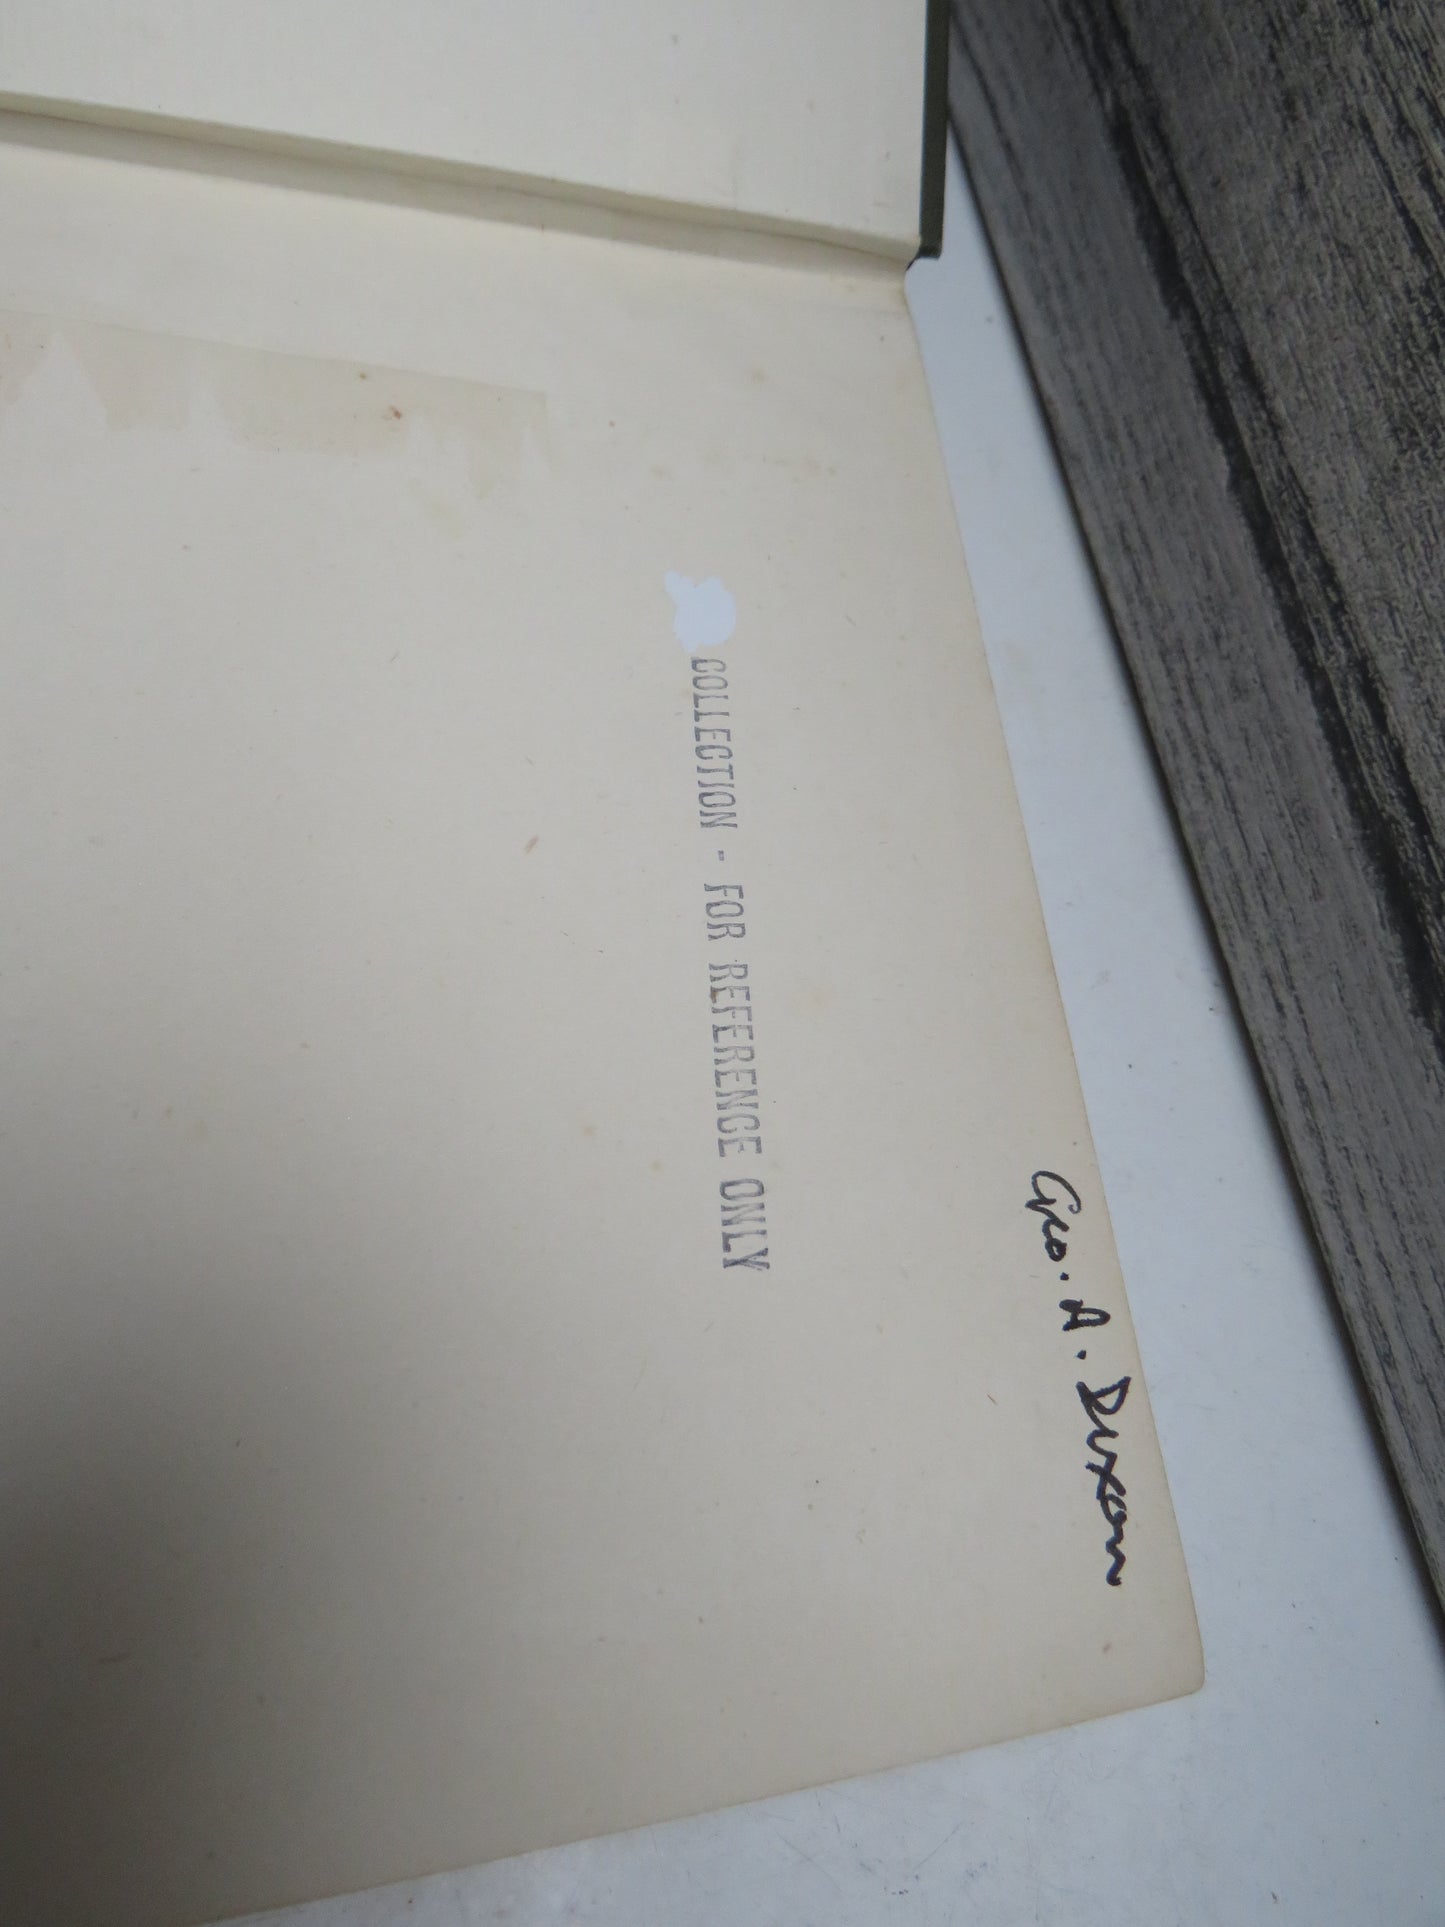 Geo. A. Dixon
COLLECTION - FOR REFERENCE ONLY